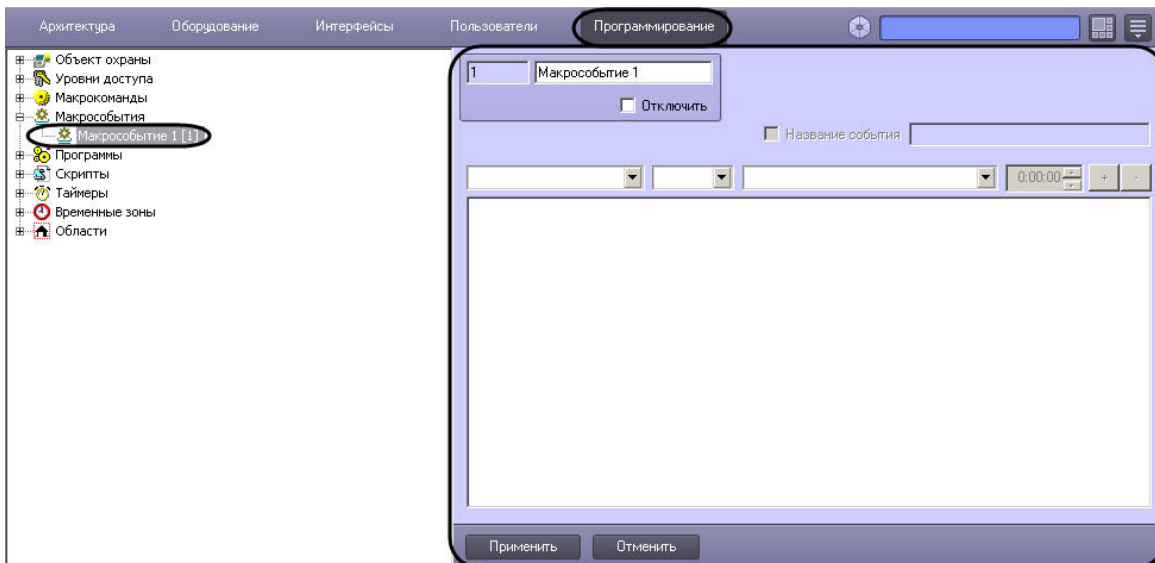 Архитектура Оборудование Интерфейсы Пользователи Программирование
Объект охраны
Уровни доступа
Макрокоманды
Макрособытия
Макрособытие 1 [1]
Программы
Скрипты
Таймеры
Временные зоны
Области
1 Макрособытие 1
Отключить
Название события
0:00:00 + -
Применить Отменить